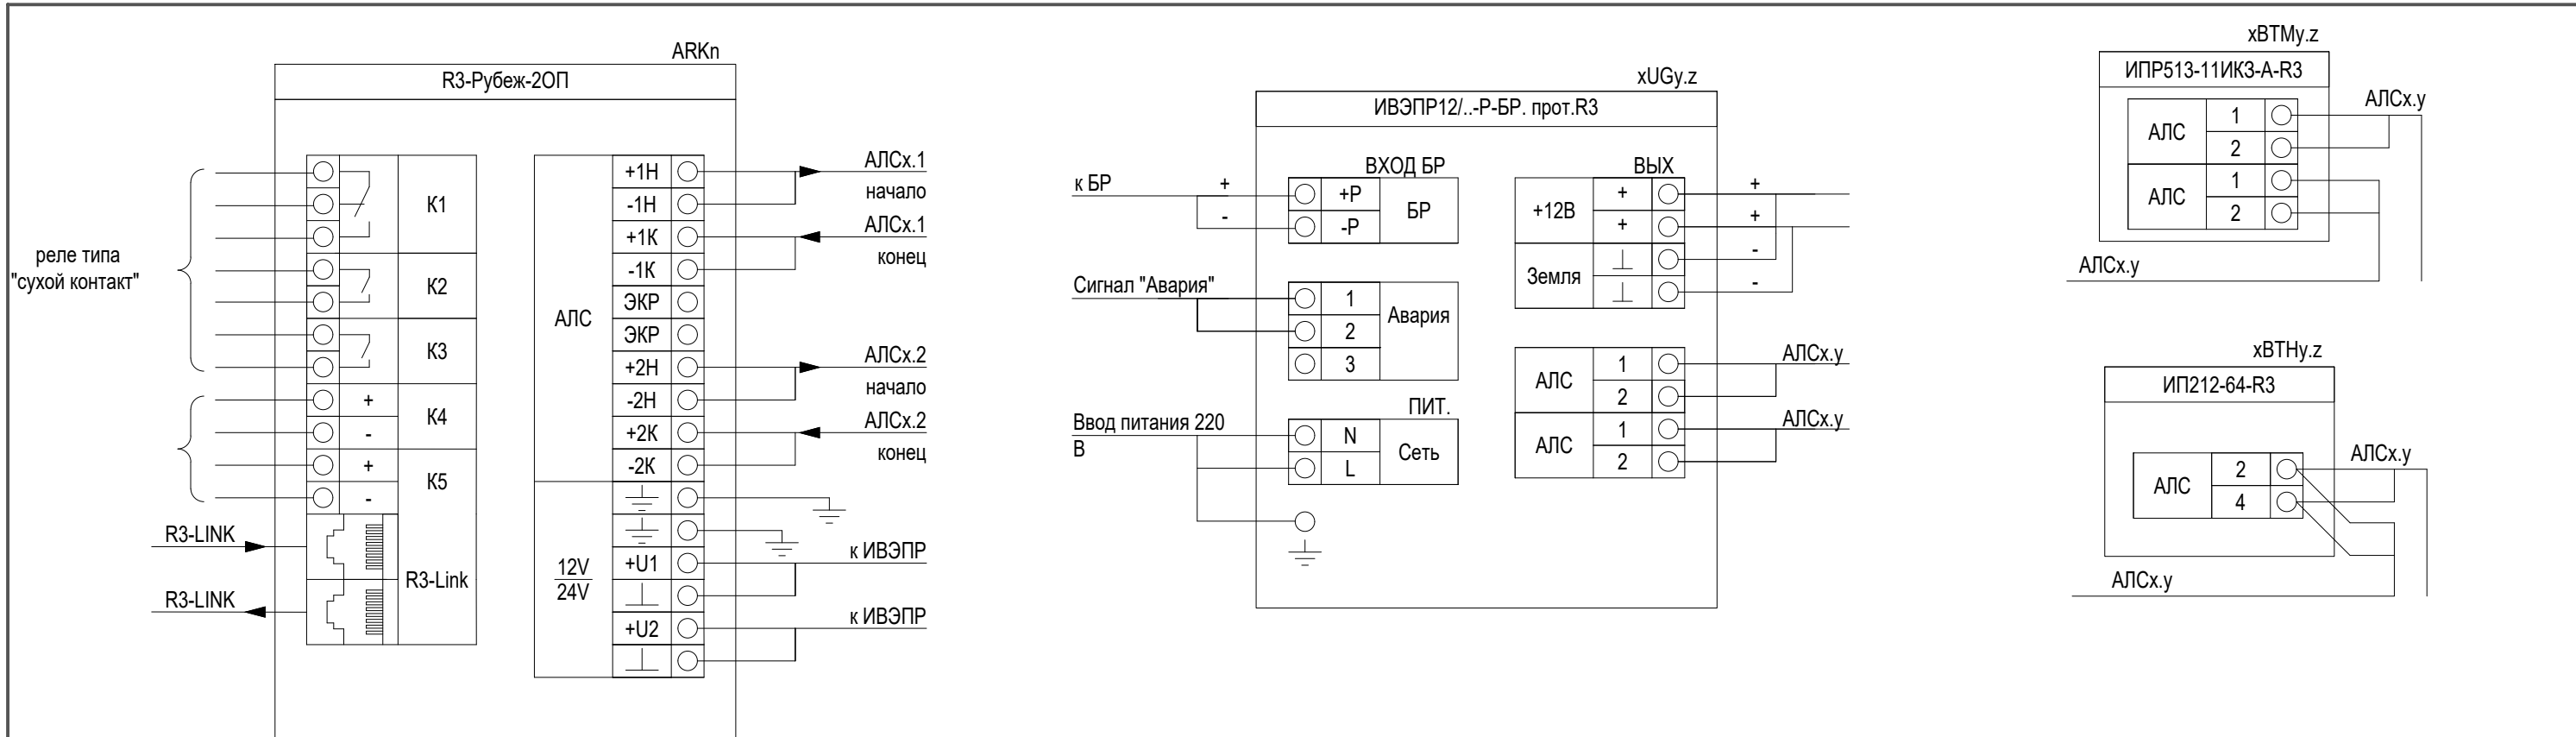 ARKn
R3-Рубеж-2ОП
реле типа
"сухой контакт"
К1
К2
К3
+
-
К4
+
-
К5
R3-LINK
R3-LINK
R3-Link
АЛС
+1Н
-1Н
+1К
-1К
ЭКР
ЭКР
+2Н
-2Н
+2К
-2К
12V
24V
+U1
+U2
АЛСх.1
начало
АЛСх.1
конец
АЛСх.2
начало
АЛСх.2
конец
к ИВЭПР
к ИВЭПР
xUGy.z
ИВЭПР12/..-Р-БР. прот.R3
к БР
+
-
ВХОД БР
+Р
-Р
БР
Сигнал "Авария"
1
2
3
Авария
Ввод питания 220
В
ПИТ.
N
L
Сеть
ВЫХ
+12В
+
+
Земля
+
+
-
-
АЛС
1
2
АЛСх.у
АЛС
1
2
АЛСх.у
xBTMy.z
ИПР513-11ИКЗ-А-R3
АЛС
1
2
АЛС
1
2
АЛСх.у
АЛСх.у
xBTHy.z
ИП212-64-R3
АЛС
2
4
АЛСх.у
АЛСх.у